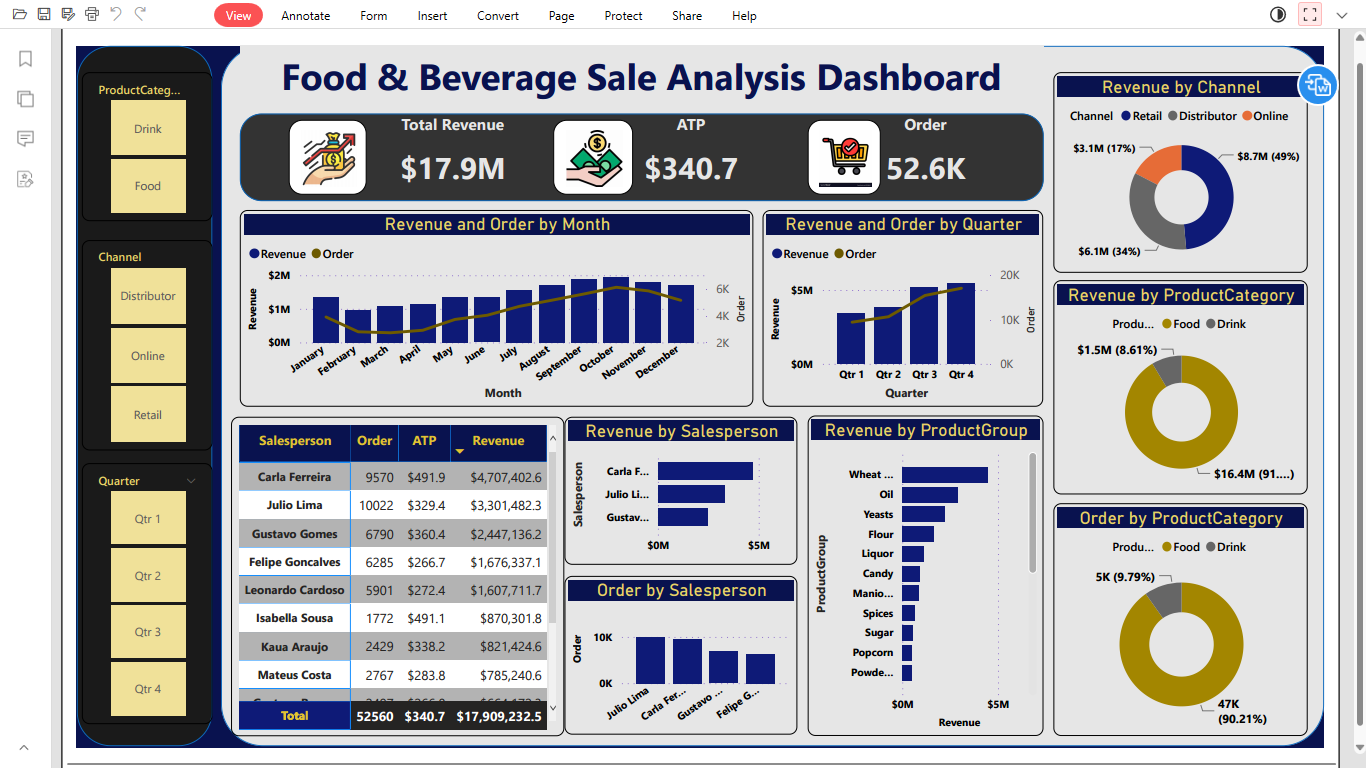 View Annotate Form Insert Convert Page Protect Share Help
Food & Beverage Sale Analysis Dashboard
ProductCateg...
Drink
Food
Channel
Distributor
Online
Retail
Quarter
Qtr 1
Qtr 2
Qtr 3
Qtr 4
Total Revenue
$17.9M
ATP
$340.7
Order
52.6K
Revenue and Order by Month
Revenue Order
$2M
$1M
$0M
Revenue
6K
4K
2K
Order
January February March April May June July August September October November December
Month
Revenue and Order by Quarter
Revenue Order
$5M
$0M
Revenue
20K
10K
0K
Order
Qtr 1 Qtr 2 Qtr 3 Qtr 4
Quarter
Revenue by Channel
Channel Retail Distributor Online
$3.1M (17%)
$8.7M (49%)
$6.1M (34%)
Revenue by ProductCategory
Produ... Food Drink
$1.5M (8.61%)
$16.4M (91....)
Order by ProductCategory
Produ... Food Drink
5K (9.79%)
47K
(90.21%)
Salesperson Order ATP Revenue
Carla Ferreira 9570 $491.9 $4,707,402.6
Julio Lima 10022 $329.4 $3,301,482.3
Gustavo Gomes 6790 $360.4 $2,447,136.2
Felipe Goncalves 6285 $266.7 $1,676,337.1
Leonardo Cardoso 5901 $272.4 $1,607,711.7
Isabella Sousa 1772 $491.1 $870,301.8
Kaua Araujo 2429 $338.2 $821,424.6
Mateus Costa 2767 $283.8 $785,240.6
Total 52560 $340.7 $17,909,232.5
Revenue by Salesperson
Salesperson
Carla F...
Julio Li...
Gustav...
$0M $5M
Order by Salesperson
Order
10K
0K
Julio Lima Carla Fer... Gustavo ... Felipe G...
Revenue by ProductGroup
ProductGroup
Wheat ...
Oil
Yeasts
Flour
Liquor
Candy
Manio...
Spices
Sugar
Popcorn
Powde...
$0M $5M
Revenue